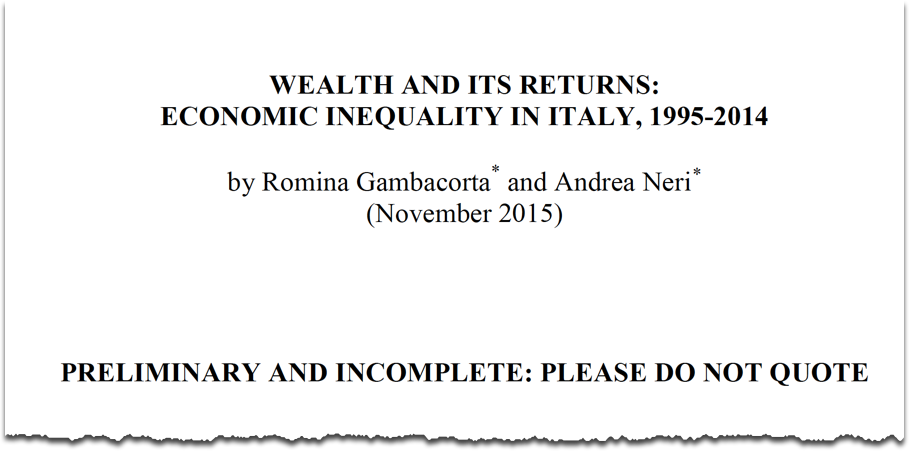 WEALTH AND ITS RETURNS:
ECONOMIC INEQUALITY IN ITALY, 1995-2014
by Romina Gambacorta* and Andrea Neri*
(November 2015)
PRELIMINARY AND INCOMPLETE: PLEASE DO NOT QUOTE